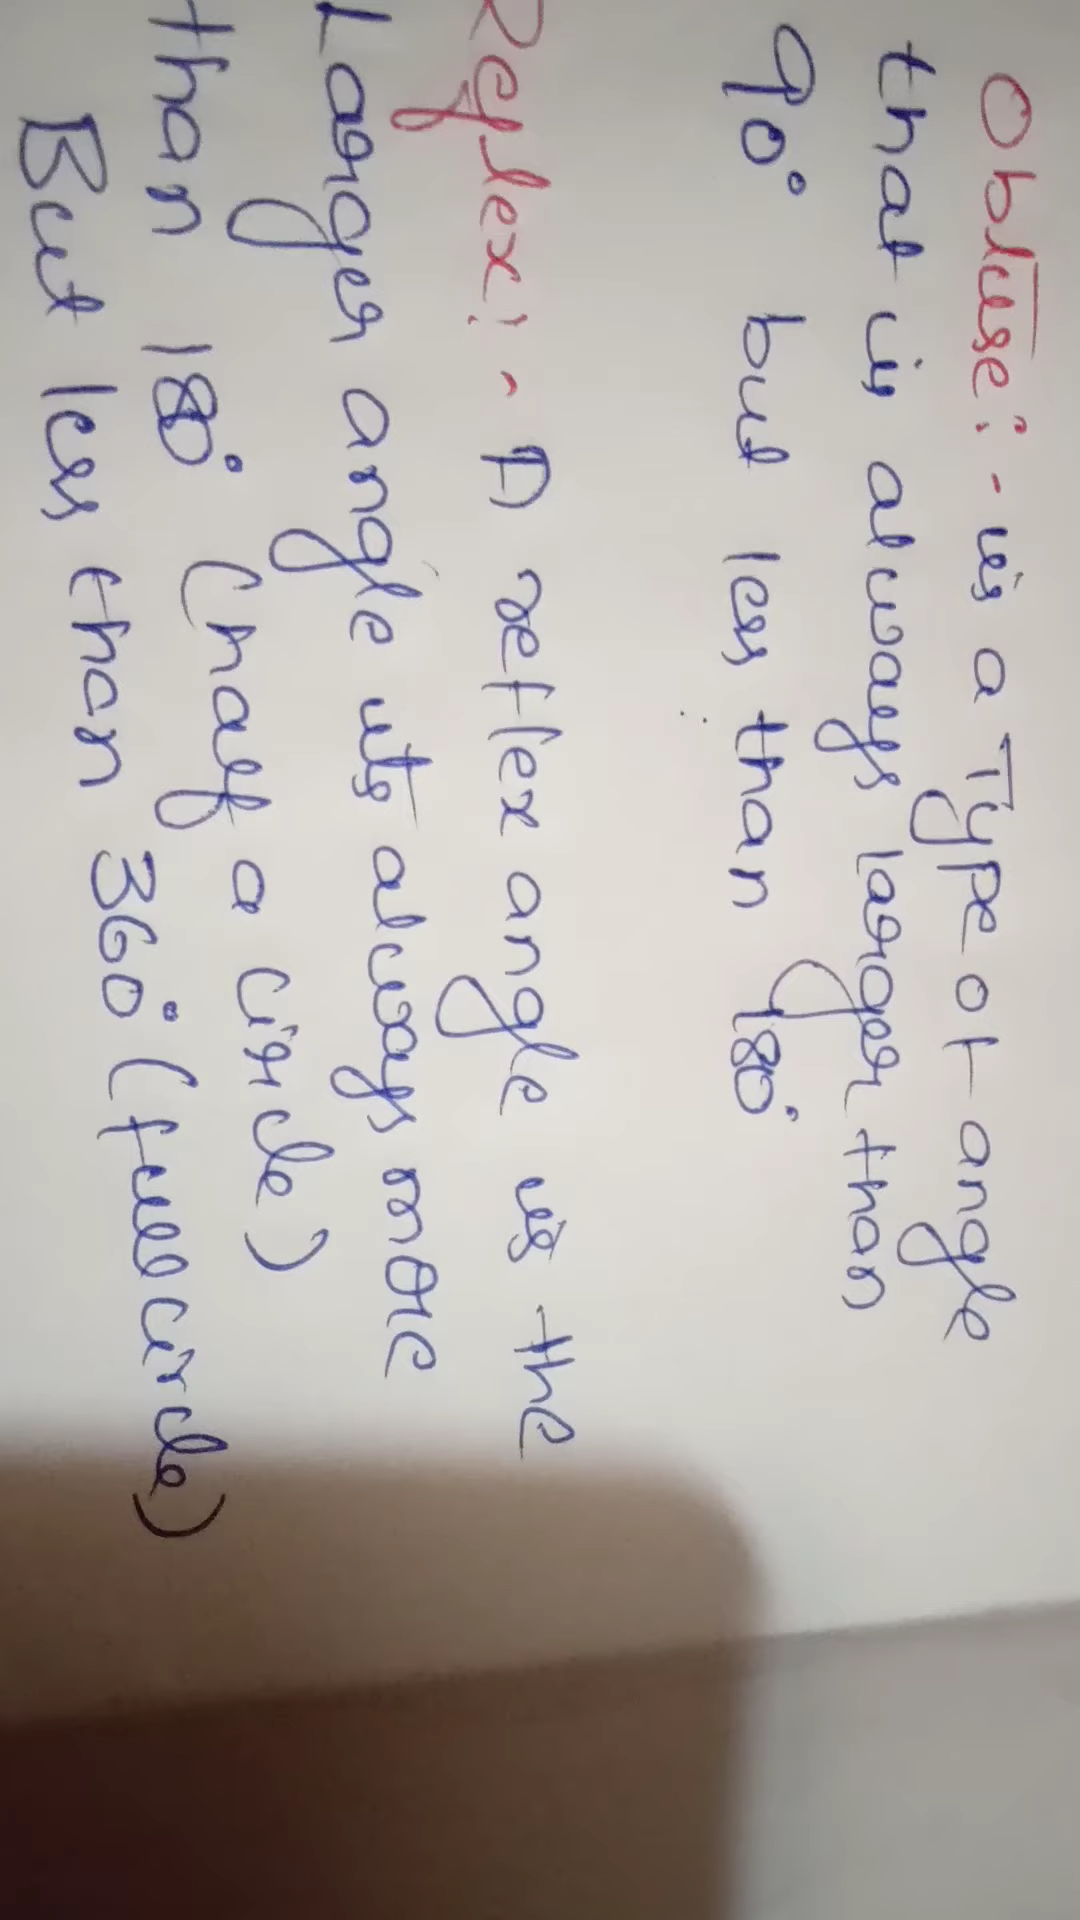 Obtuse:- is a Type of angle
that is always larger than
90° but less than 180°
Reflex:- A reflex angle is the
Larger angle its always more
than 180° (half a circle)
But less than 360° (full circle)